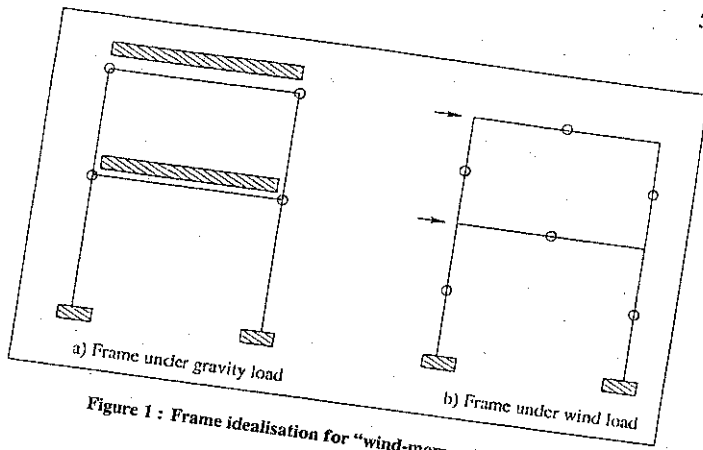 a) Frame under gravity load
b) Frame under wind load
Figure 1 : Frame idealisation for "wind-mom